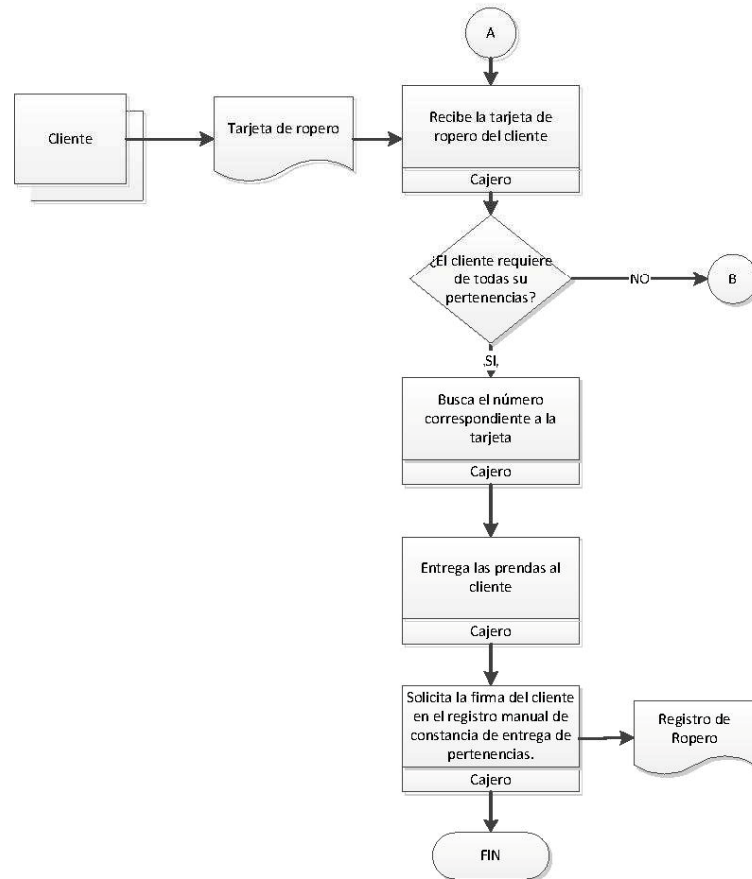 A
Cliente
Tarjeta de ropero
Recibe la tarjeta de
ropero del cliente
Cajero
¿El cliente requiere
de todas su
pertenencias?
NO
B
SI
Busca el número
correspondiente a la
tarjeta
Cajero
Entrega las prendas al
cliente
Cajero
Solicita la firma del cliente
en el registro manual de
constancia de entrega de
pertenencias.
Cajero
Registro de
Ropero
FIN